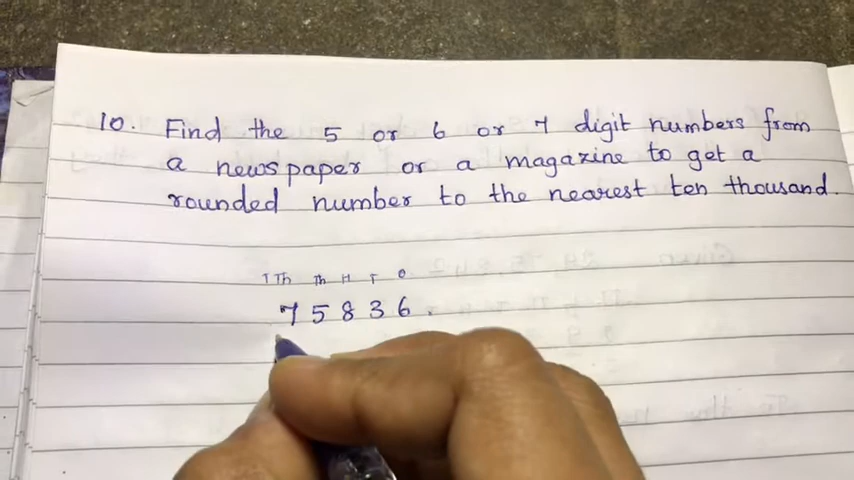 10. Find the 5 or 6 or 7 digit numbers from
a newspaper or a magazine to get a
rounded number to the nearest ten thousand.
T Th Th H T O
7 5 8 3 6